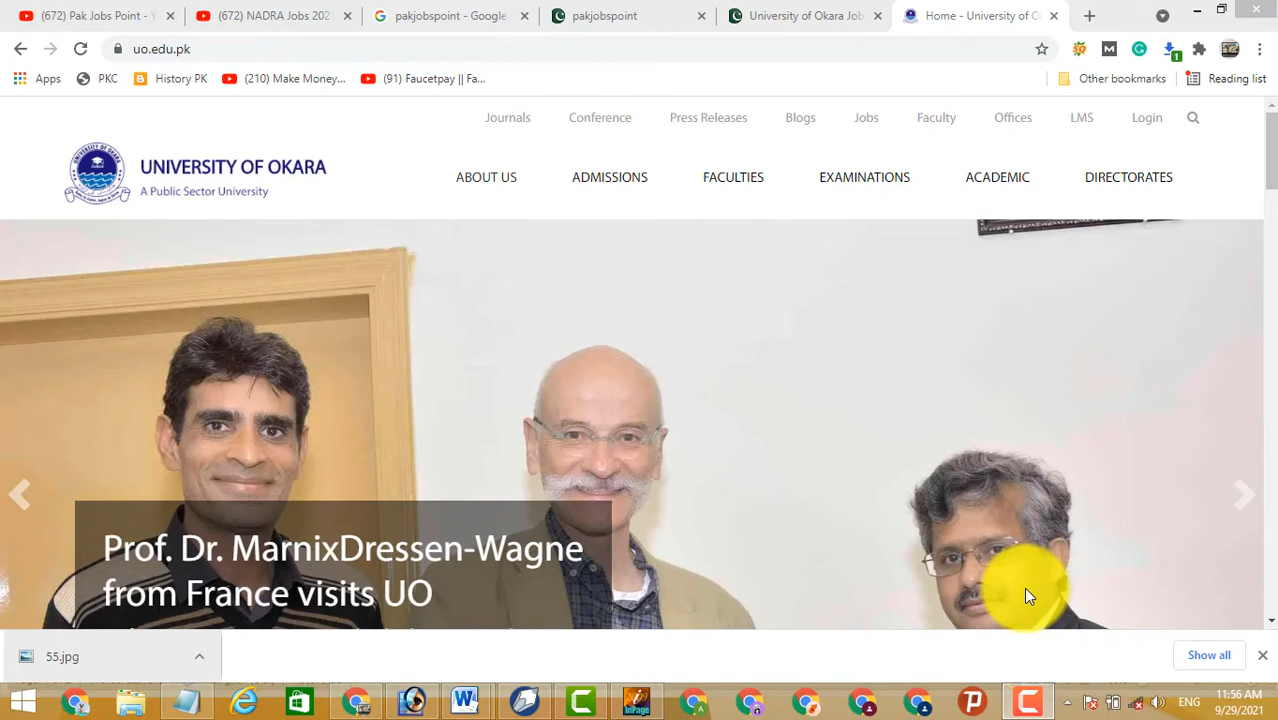 (672) Pak Jobs Point - Y
(672) NADRA Jobs 2021
pakjobspoint - Google
pakjobspoint
University of Okara Job
Home - University of O
uo.edu.pk
Apps
PKC
History PK
(210) Make Money...
(91) Faucetpay || Fa...
Other bookmarks
Reading list
Journals
Conference
Press Releases
Blogs
Jobs
Faculty
Offices
LMS
Login
UNIVERSITY OF OKARA
A Public Sector University
ABOUT US
ADMISSIONS
FACULTIES
EXAMINATIONS
ACADEMIC
DIRECTORATES
Prof. Dr. MarnixDressen-Wagne
from France visits UO
55.jpg
Show all
ENG
11:56 AM
9/29/2021